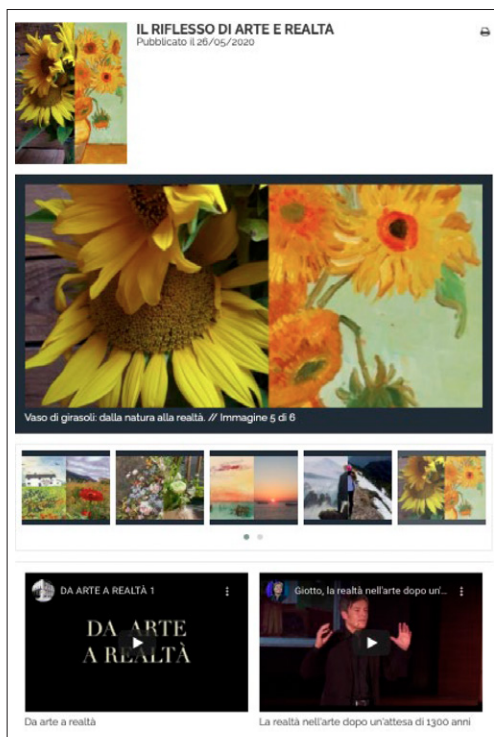 IL RIFLESSO DI ARTE E REALTÀ
Pubblicato il 26/05/2020
Vaso di girasoli: dalla natura alla realtà. // Immagine 5 di 6
DA ARTE A REALTÀ 1
DA ARTE
A REALTÀ
Da arte a realtà
Giotto, la realtà nell'arte dopo un'...
La realtà nell'arte dopo un'attesa di 1300 anni